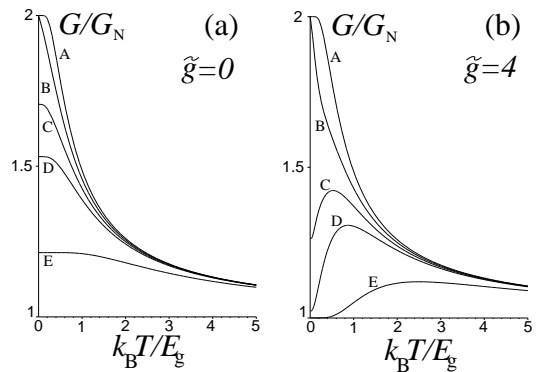 G/G_N (a)
g̃=0
2
A
B
C
1.5
D
E
1
0 1 2 3 4 5
k_BT/E_g
G/G_N (b)
g̃=4
2
A
B
1.5
C
D
E
1
0 1 2 3 4 5
k_BT/E_g